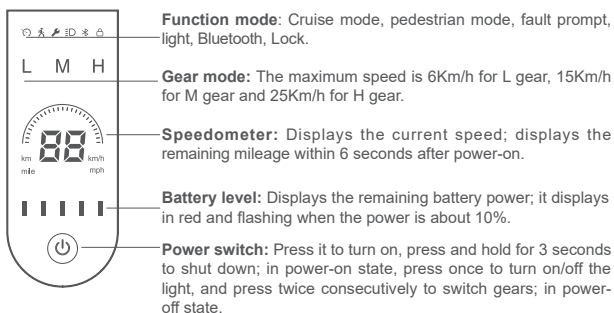 Function mode: Cruise mode, pedestrian mode, fault prompt,
light, Bluetooth, Lock.
L M H
Gear mode: The maximum speed is 6Km/h for L gear, 15Km/h
for M gear and 25Km/h for H gear.
Speedometer: Displays the current speed; displays the
remaining mileage within 6 seconds after power-on.
88
km km/h
mile mph
Battery level: Displays the remaining battery power; it displays
in red and flashing when the power is about 10%.
Power switch: Press it to turn on, press and hold for 3 seconds
to shut down; in power-on state, press once to turn on/off the
light, and press twice consecutively to switch gears; in power-
off state.